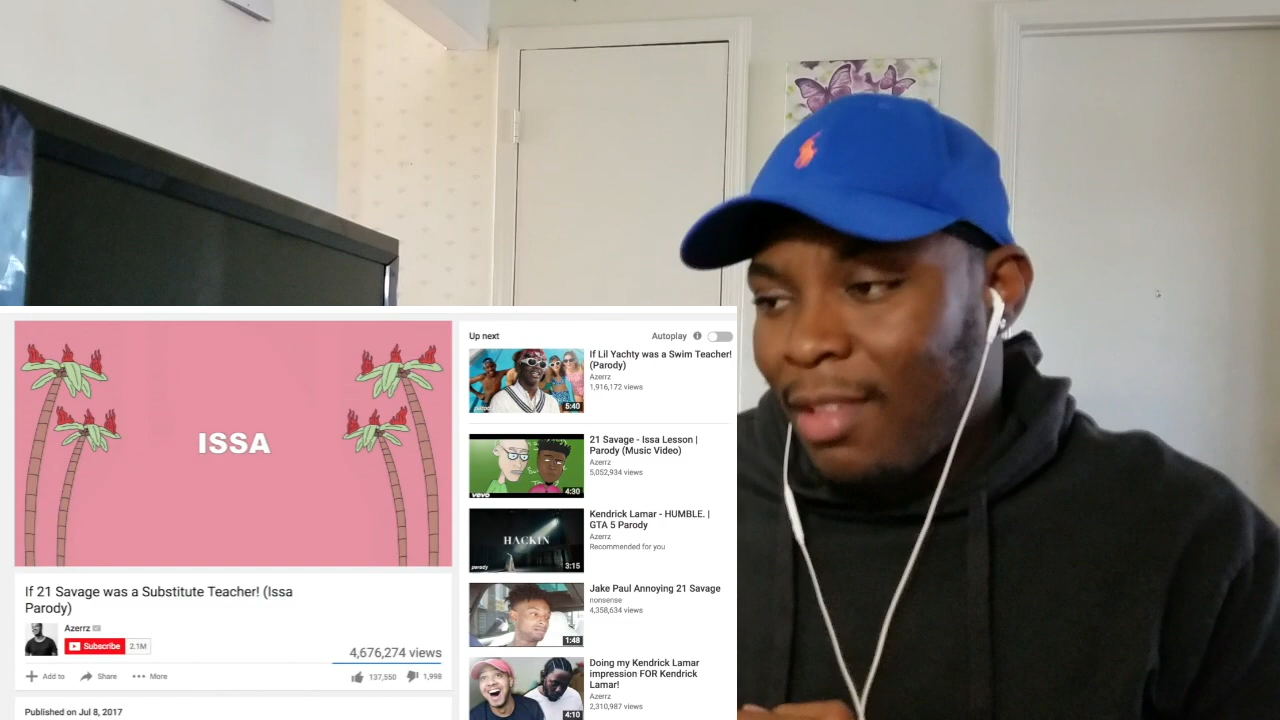 ISSA
If 21 Savage was a Substitute Teacher! (Issa
Parody)
Azerrz
Subscribe 2.1M
4,676,274 views
Add to Share More
137,550 1,998
Published on Jul 8, 2017
Up next Autoplay
If Lil Yachty was a Swim Teacher!
(Parody)
Azerrz
1,916,172 views
parody
5:40
21 Savage - Issa Lesson |
Parody (Music Video)
Azerrz
5,052,934 views
vevo
4:30
Kendrick Lamar - HUMBLE. |
GTA 5 Parody
Azerrz
Recommended for you
HACKIN
parody
3:15
Jake Paul Annoying 21 Savage
nonsense
4,358,634 views
1:48
Doing my Kendrick Lamar
impression FOR Kendrick
Lamar!
Azerrz
2,310,987 views
4:10